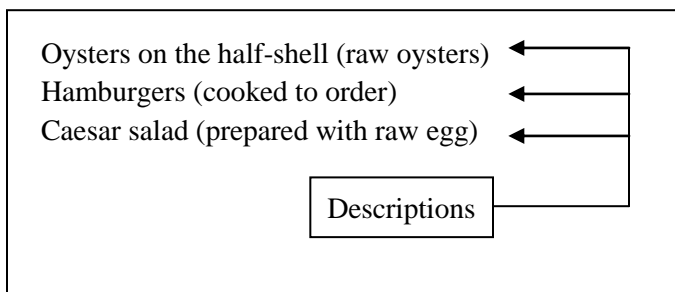 Oysters on the half-shell (raw oysters)
Hamburgers (cooked to order)
Caesar salad (prepared with raw egg)
Descriptions